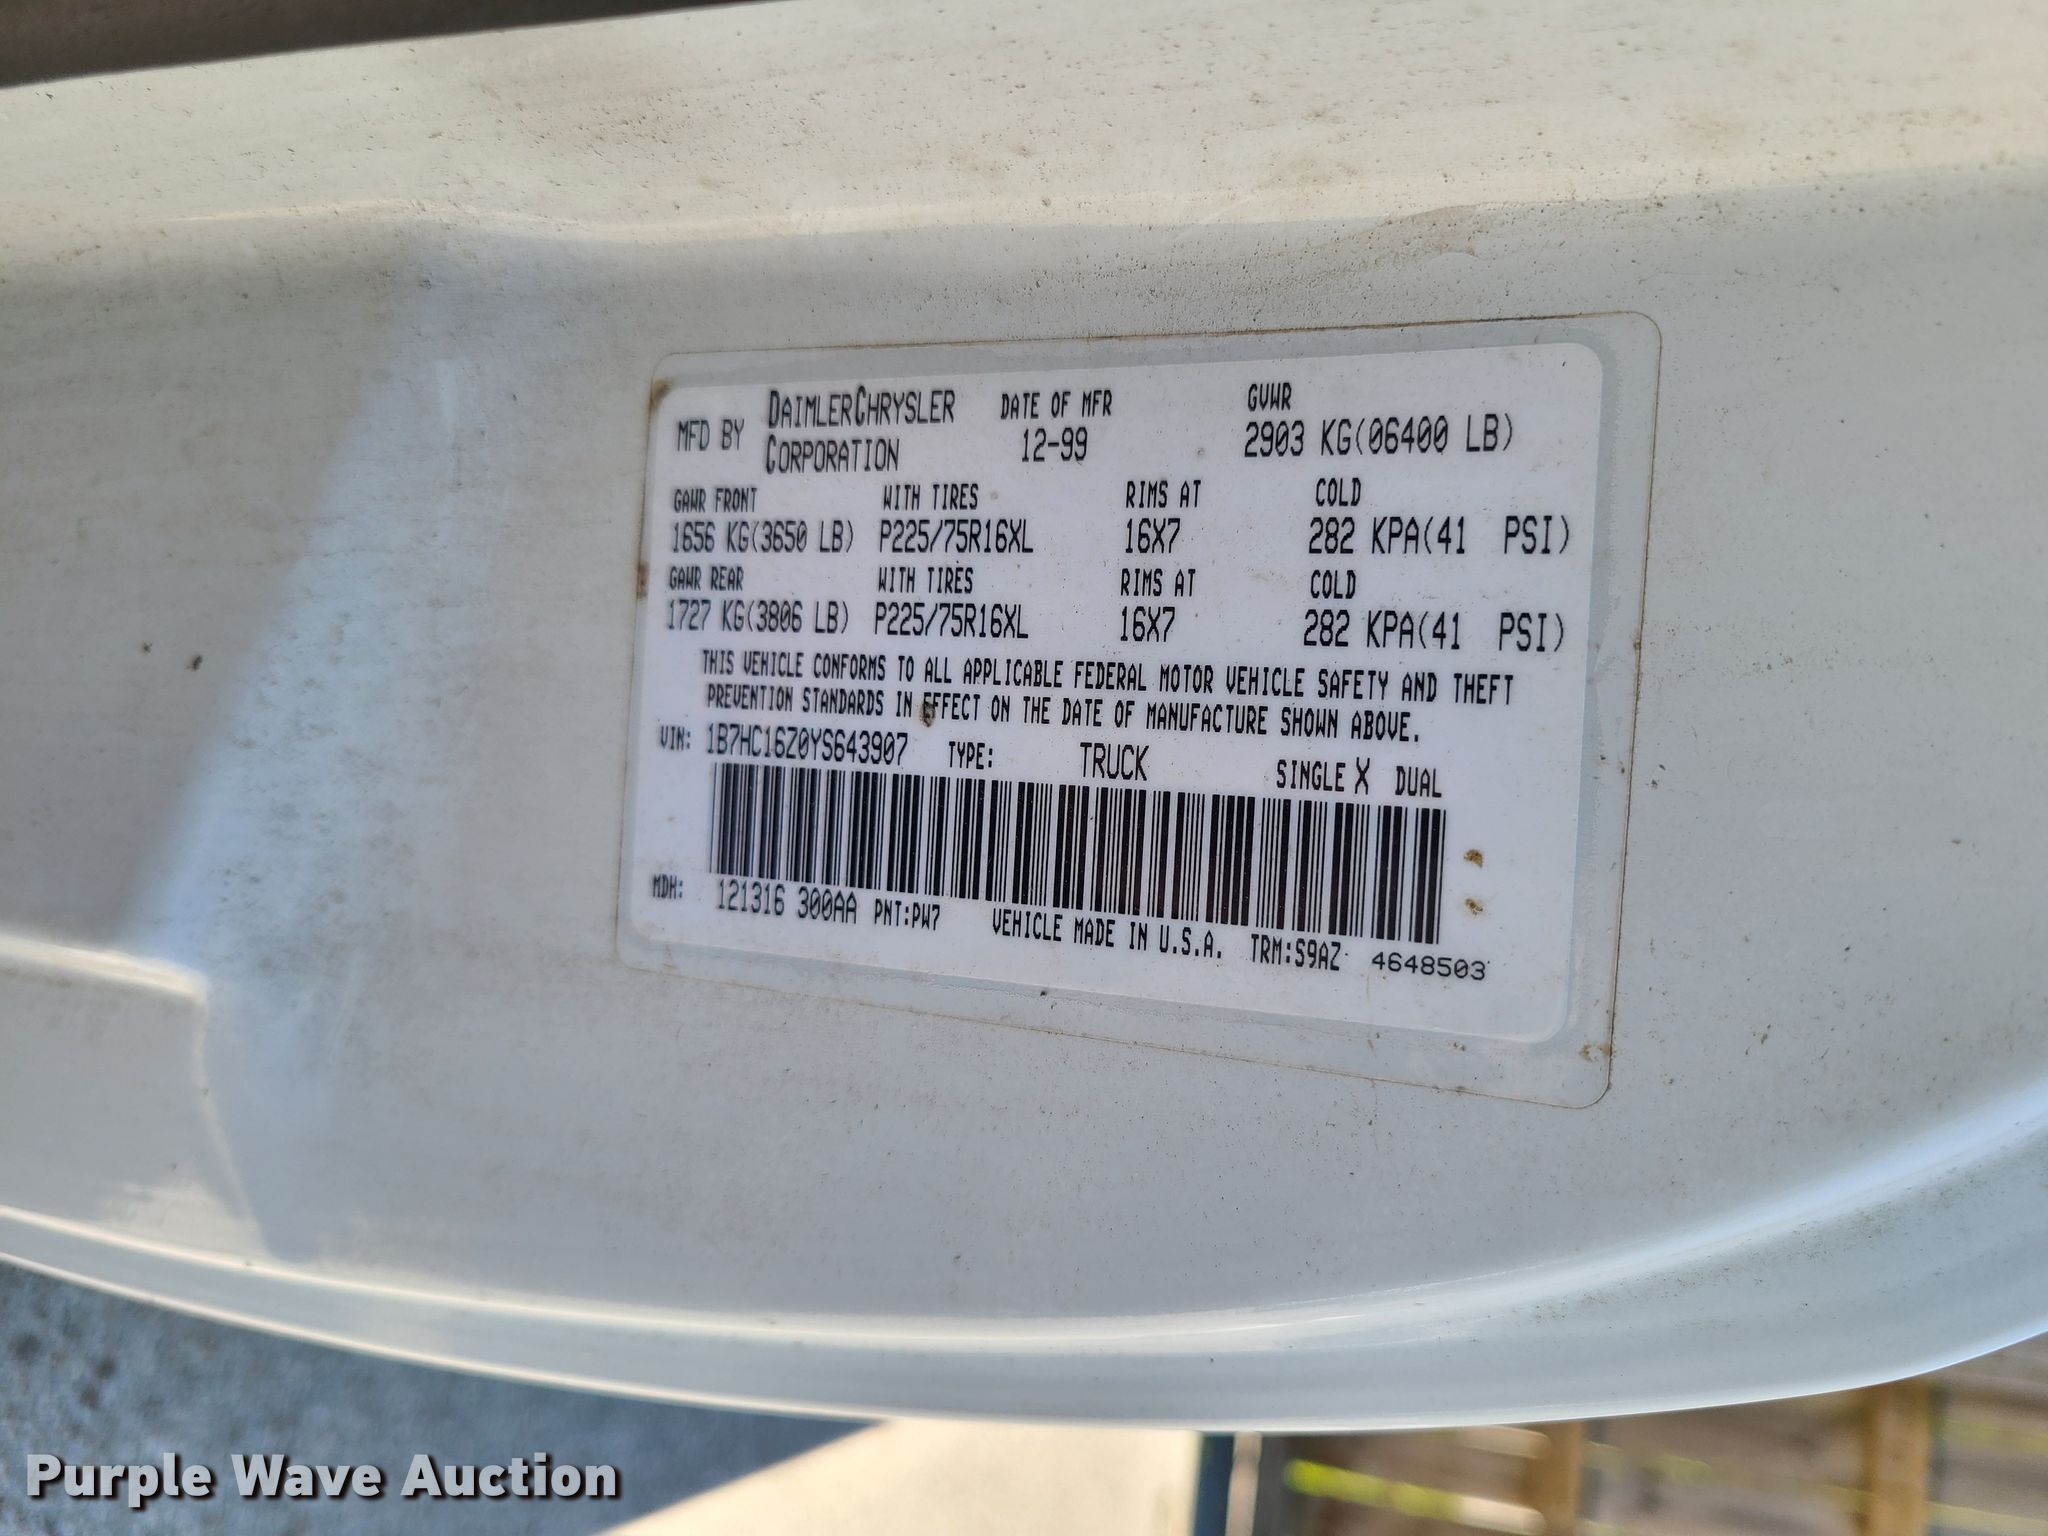 MFD BY DAIMLERCHRYSLER CORPORATION DATE OF MFR 12-99 GVWR 2903 KG(06400 LB)
GAWR FRONT WITH TIRES RIMS AT COLD
1656 KG(3650 LB) P225/75R16XL 16X7 282 KPA(41 PSI)
GAWR REAR WITH TIRES RIMS AT COLD
1727 KG(3806 LB) P225/75R16XL 16X7 282 KPA(41 PSI)
THIS VEHICLE CONFORMS TO ALL APPLICABLE FEDERAL MOTOR VEHICLE SAFETY AND THEFT
PREVENTION STANDARDS IN EFFECT ON THE DATE OF MANUFACTURE SHOWN ABOVE.
VIN: 1B7HC16Z0YS643907 TYPE: TRUCK SINGLE X DUAL
MDH: 121316 300AA PNT:PW7 VEHICLE MADE IN U.S.A. TRM:S9AZ 4648503
Purple Wave Auction